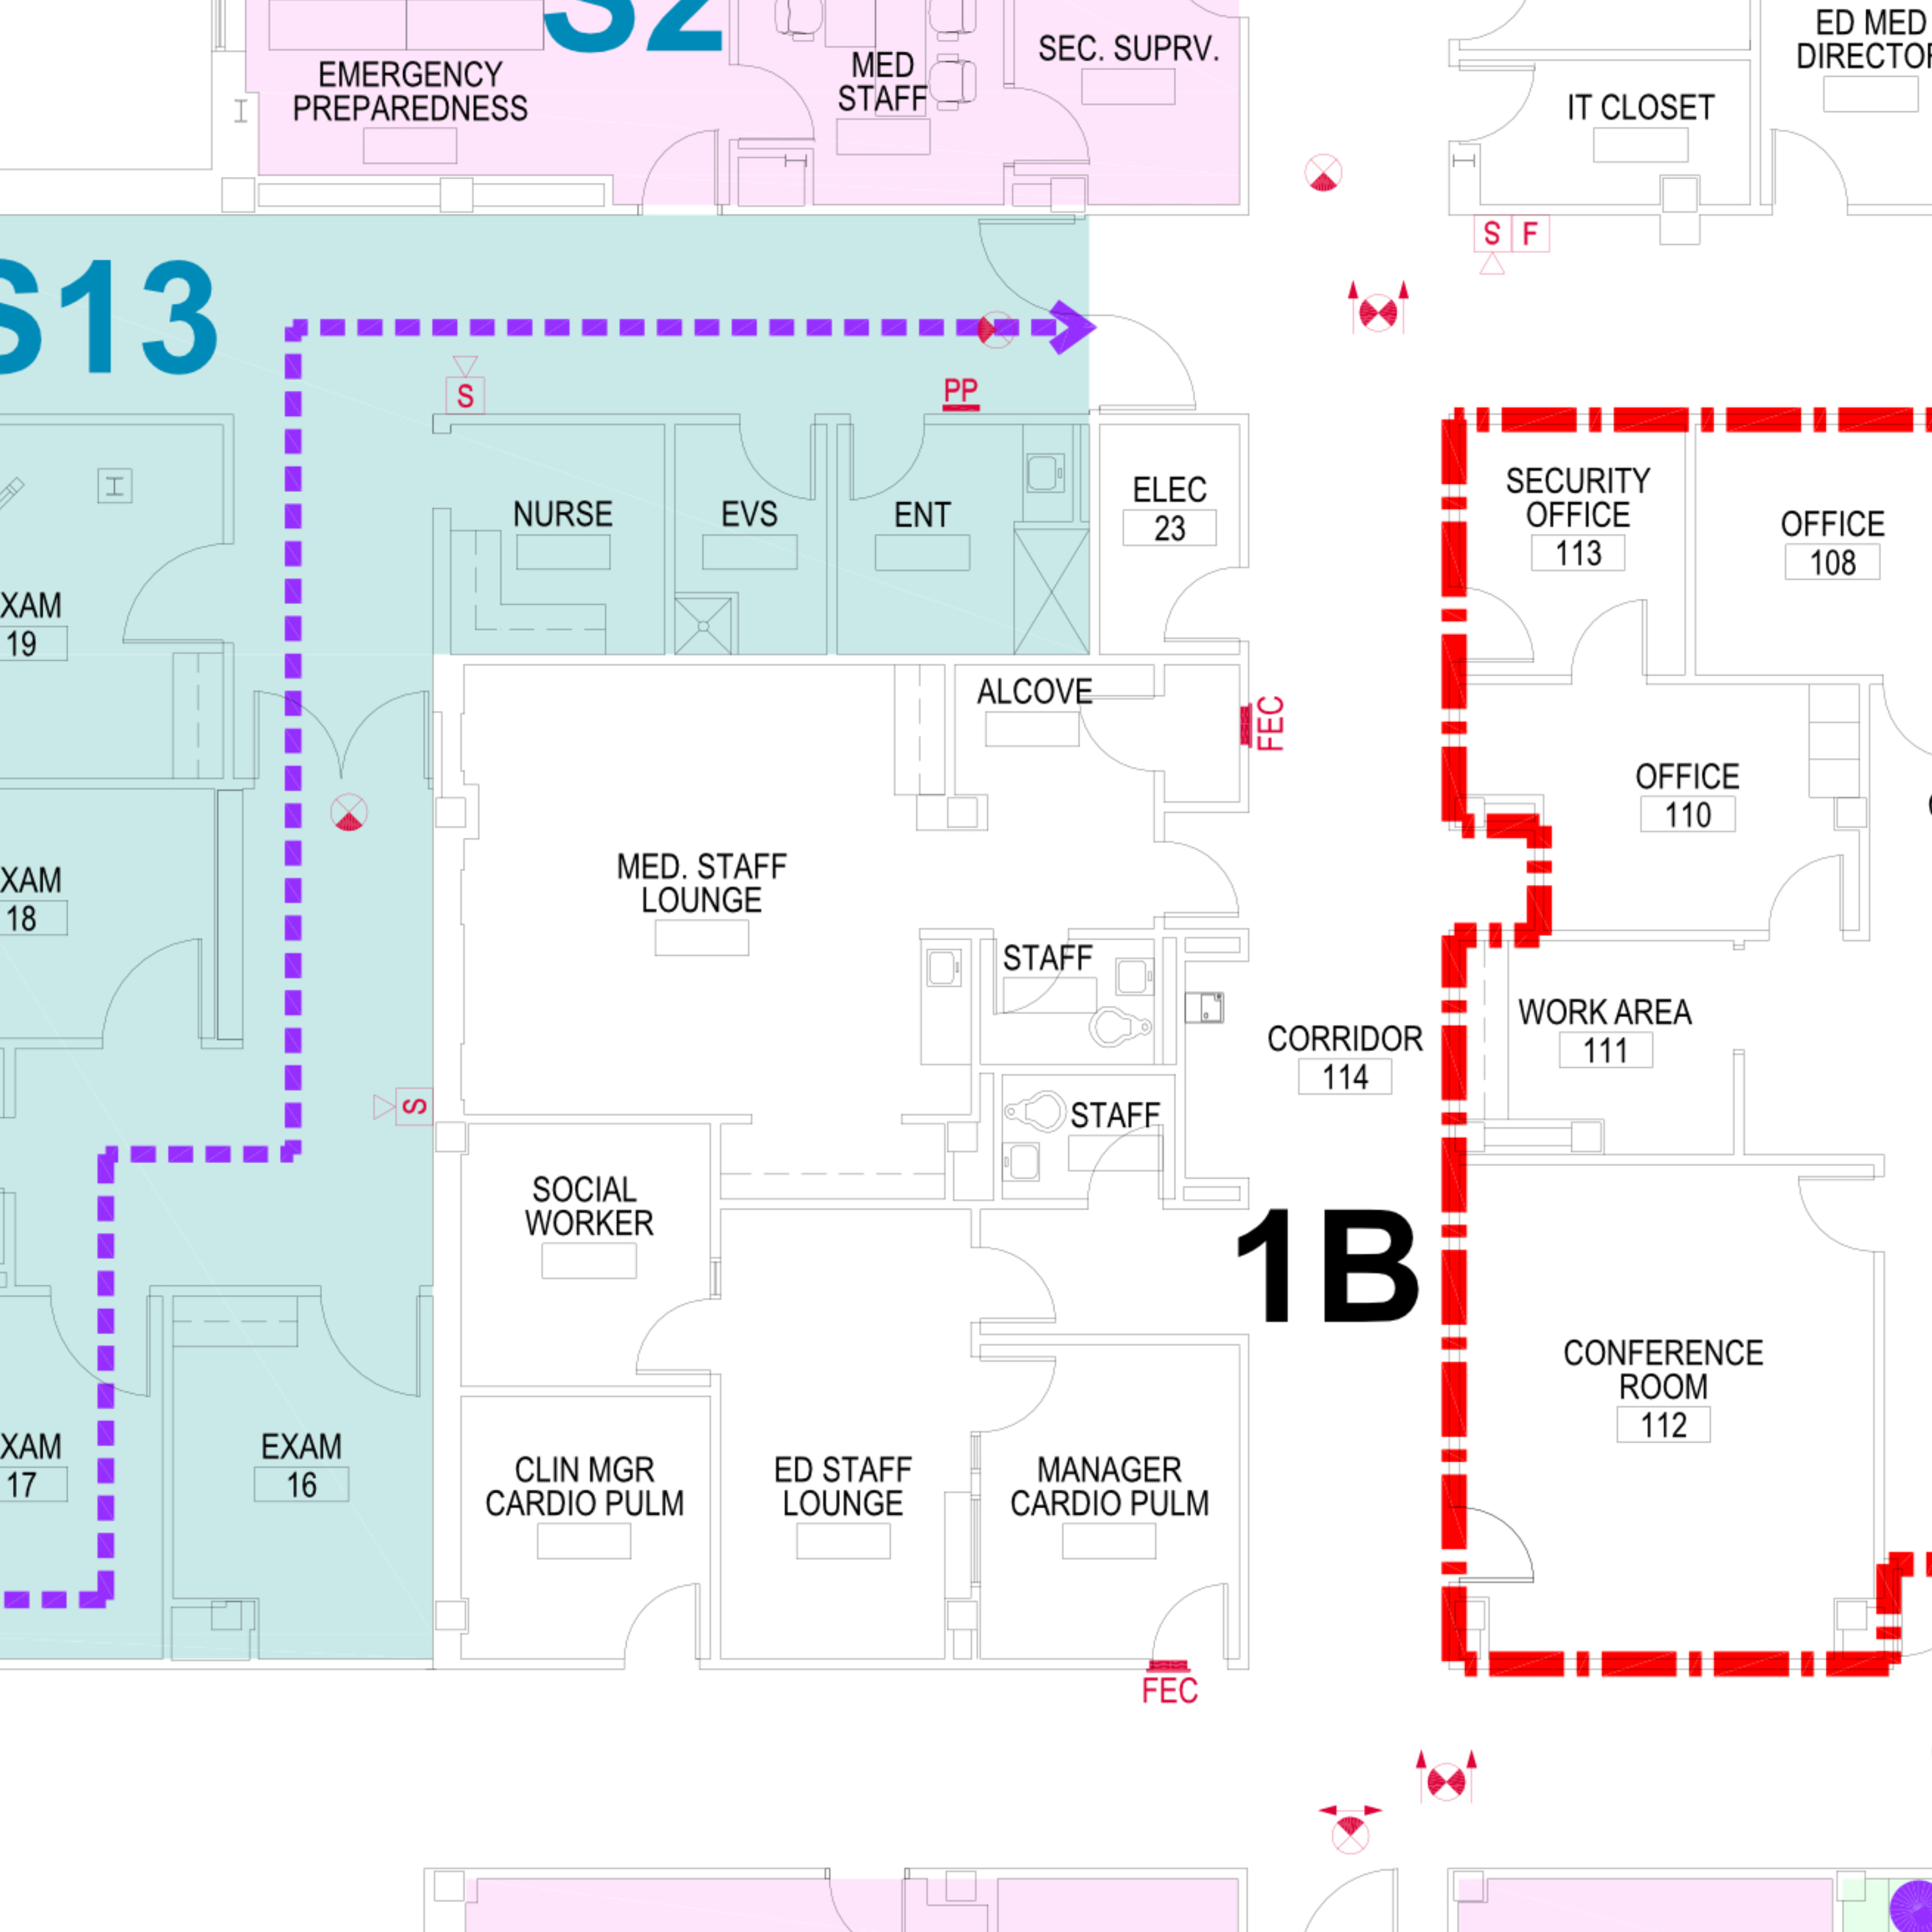 S2
EMERGENCY
PREPAREDNESS
MED
STAFF
SEC. SUPRV.
ED MED
DIRECTOR
IT CLOSET
S F
S13
S
PP
NURSE
EVS
ENT
ELEC
23
SECURITY
OFFICE
113
OFFICE
108
XAM
19
ALCOVE
FEC
OFFICE
110
MED. STAFF
LOUNGE
XAM
18
STAFF
CORRIDOR
114
WORK AREA
111
S
STAFF
SOCIAL
WORKER
1B
CONFERENCE
ROOM
112
XAM
17
EXAM
16
CLIN MGR
CARDIO PULM
ED STAFF
LOUNGE
MANAGER
CARDIO PULM
FEC